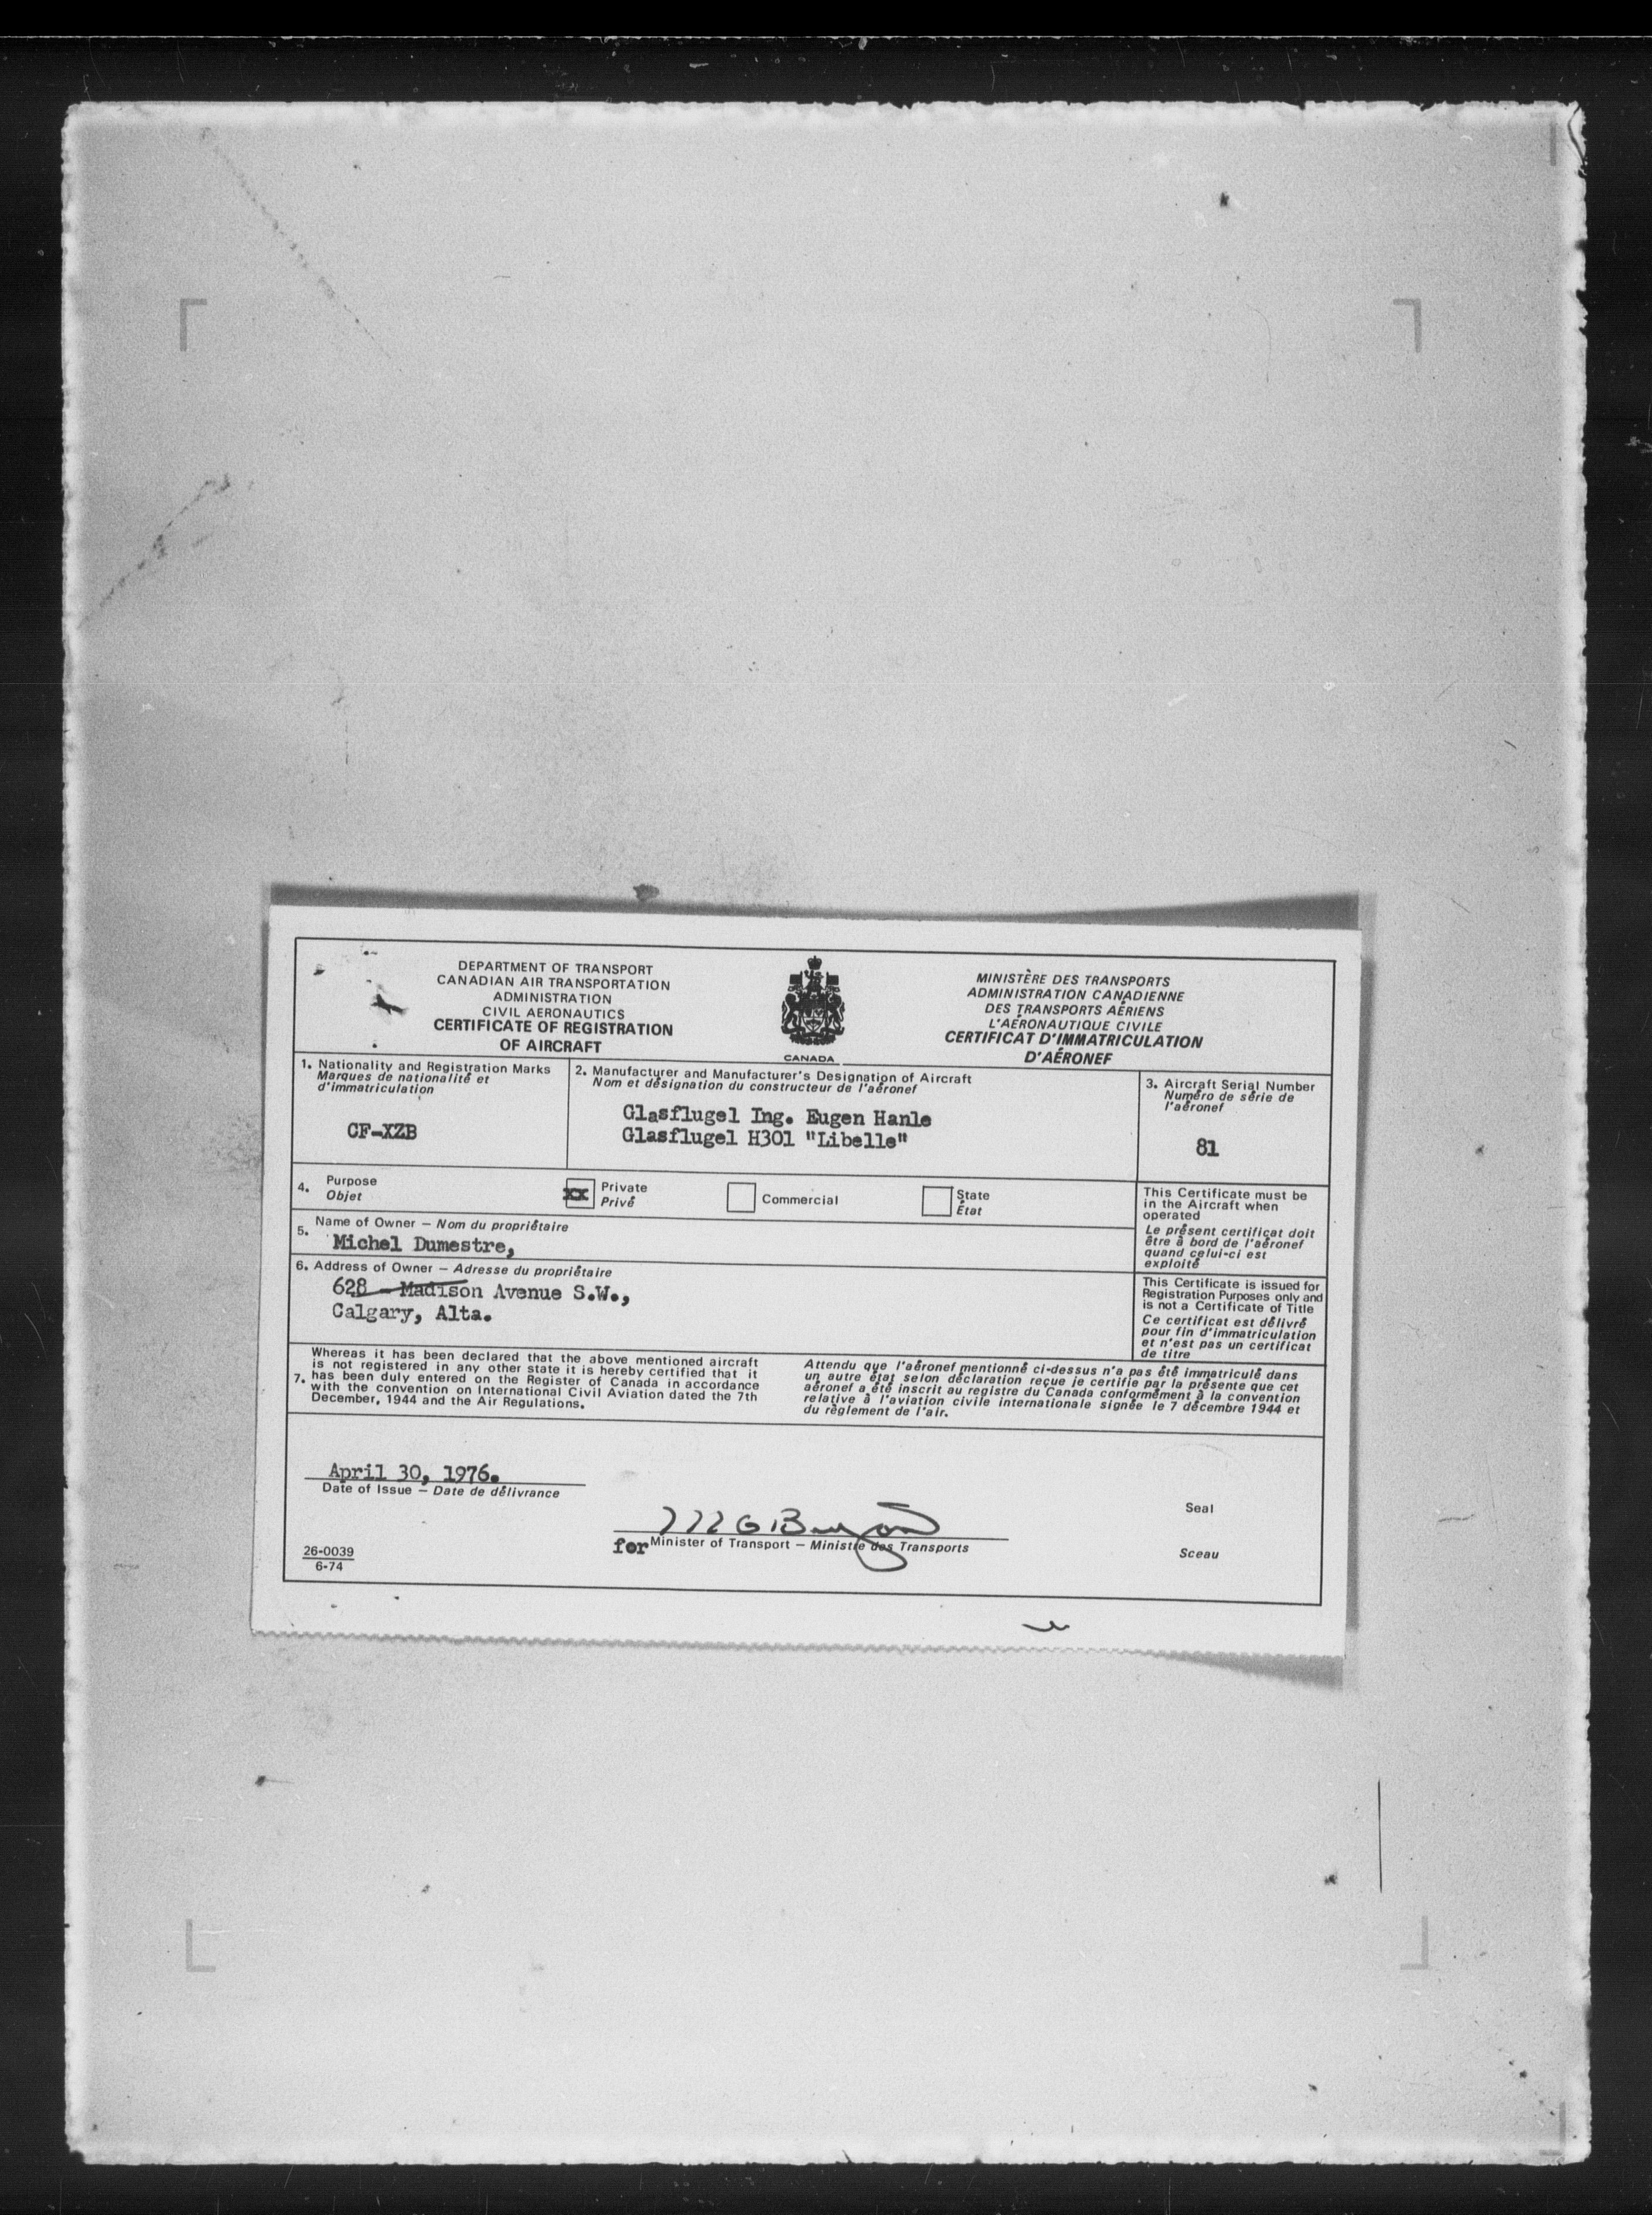 DEPARTMENT OF TRANSPORT
CANADIAN AIR TRANSPORTATION
ADMINISTRATION
CIVIL AERONAUTICS
CERTIFICATE OF REGISTRATION
OF AIRCRAFT
CANADA
MINISTÈRE DES TRANSPORTS
ADMINISTRATION CANADIENNE
DES TRANSPORTS AÉRIENS
L'AÉRONAUTIQUE CIVILE
CERTIFICAT D'IMMATRICULATION
D'AÉRONEF
1. Nationality and Registration Marks
Marques de nationalité et
d'immatriculation
CF-XZB
2. Manufacturer and Manufacturer's Designation of Aircraft
Nom et désignation du constructeur de l'aéronef
Glasflugel Ing. Eugen Hanle
Glasflugel H301 "Libelle"
3. Aircraft Serial Number
Numéro de série de
l'aéronef
81
4. Purpose
Objet
xx Private
Privé
Commercial
State
État
This Certificate must be
in the Aircraft when
operated
Le présent certificat doit
être à bord de l'aéronef
quand celui-ci est
exploité
5. Name of Owner – Nom du propriétaire
Michel Dumestre,
6. Address of Owner – Adresse du propriétaire
628 - Madison Avenue S.W.,
Calgary, Alta.
This Certificate is issued for
Registration Purposes only and
is not a Certificate of Title
Ce certificat est délivré
pour fin d'immatriculation
et n'est pas un certificat
de titre
7. Whereas it has been declared that the above mentioned aircraft
is not registered in any other state it is hereby certified that it
has been duly entered on the Register of Canada in accordance
with the convention on International Civil Aviation dated the 7th
December, 1944 and the Air Regulations.
Attendu que l'aéronef mentionné ci-dessus n'a pas été immatriculé dans
un autre état selon déclaration reçue je certifie par la présente que cet
aéronef a été inscrit au registre du Canada conformément à la convention
relative à l'aviation civile internationale signée le 7 décembre 1944 et
du règlement de l'air.
April 30, 1976.
Date of Issue – Date de délivrance
for Minister of Transport – Ministre des Transports
Seal
Sceau
26-0039
6-74